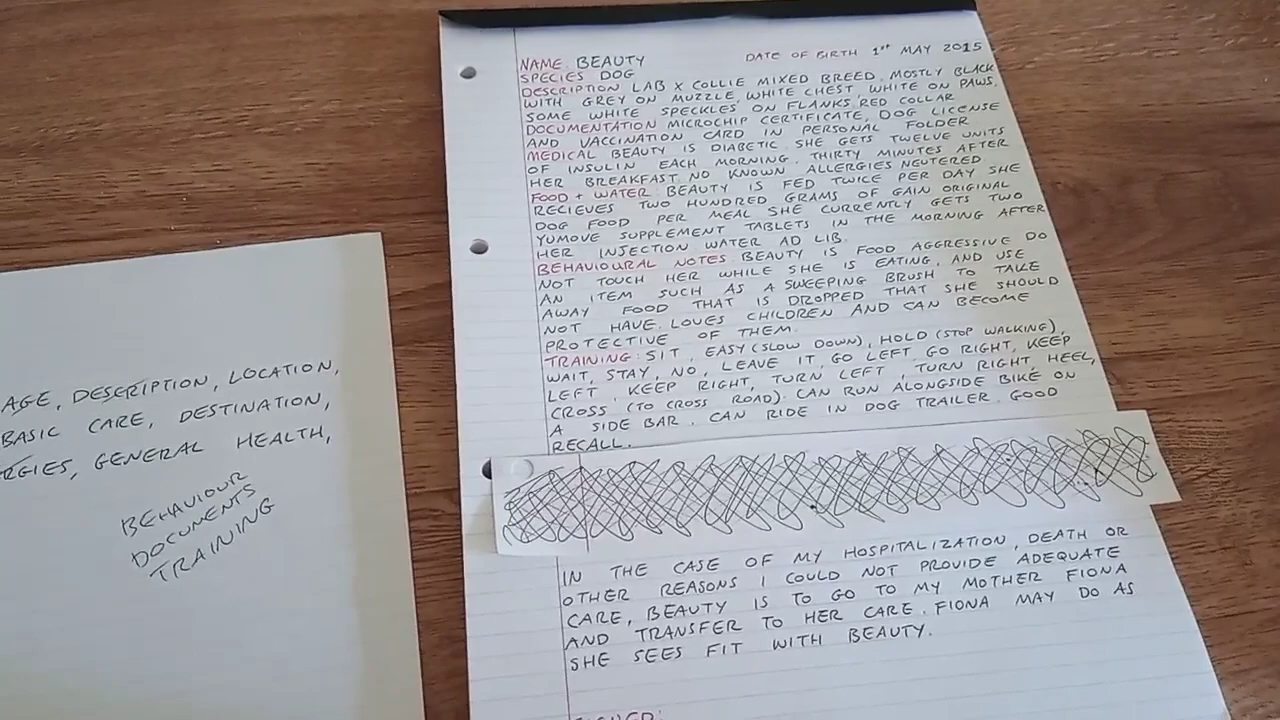 NAME. BEAUTY DATE OF BIRTH 1ST MAY 2015
SPECIES DOG
DESCRIPTION LAB X COLLIE MIXED BREED. MOSTLY BLACK
WITH GREY ON MUZZLE, WHITE CHEST, WHITE ON PAWS,
SOME WHITE SPECKLES ON FLANKS, RED COLLAR
DOCUMENTATION MICROCHIP CERTIFICATE, DOG LICENSE
AND VACCINATION CARD IN PERSONAL FOLDER
MEDICAL BEAUTY IS DIABETIC. SHE GETS TWELVE UNITS
OF INSULIN EACH MORNING, THIRTY MINUTES AFTER
HER BREAKFAST. NO KNOWN ALLERGIES NEUTERED
FOOD + WATER: BEAUTY IS FED TWICE PER DAY SHE
RECIEVES TWO HUNDRED GRAMS OF GAIN ORIGINAL
DOG FOOD PER MEAL SHE CURRENTLY GETS TWO
YUMOVE SUPPLEMENT TABLETS IN THE MORNING AFTER
HER INJECTION WATER AD LIB.
BEHAVIOURAL NOTES. BEAUTY IS FOOD AGGRESSIVE DO
NOT TOUCH HER WHILE SHE IS EATING, AND USE
AN ITEM SUCH AS A SWEEPING BRUSH TO TAKE
AWAY FOOD THAT IS DROPPED THAT SHE SHOULD
NOT HAVE. LOVES CHILDREN AND CAN BECOME
PROTECTIVE OF THEM.
TRAINING: SIT, EASY (SLOW DOWN), HOLD (STOP WALKING),
WAIT, STAY, NO, LEAVE IT, GO LEFT, GO RIGHT, KEEP
LEFT, KEEP RIGHT, TURN LEFT, TURN RIGHT, HEEL,
CROSS (TO CROSS ROAD). CAN RUN ALONGSIDE BIKE ON
A SIDE BAR. CAN RIDE IN DOG TRAILER. GOOD
RECALL.
IN THE CASE OF MY HOSPITALIZATION, DEATH OR
OTHER REASONS I COULD NOT PROVIDE ADEQUATE
CARE, BEAUTY IS TO GO TO MY MOTHER FIONA
AND TRANSFER TO HER CARE. FIONA MAY DO AS
SHE SEES FIT WITH BEAUTY.
AGE, DESCRIPTION, LOCATION,
BASIC CARE, DESTINATION,
GENERAL HEALTH,
BEHAVIOUR
DOCUMENTS
TRAINING